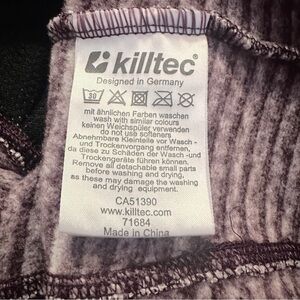 killtec
Designed in Germany
30
mit ähnlichen Farben waschen
wash with similar colours
keinen Weichspüler verwenden
do not use softeners
Abnehmbare Kleinteile vor Wasch-
und Trockenvorgang entfernen,
da diese Schäden der Wasch -und
Trockengeräte führen können.
Remove all detachable small parts
before washing and drying,
as these may damage the washing
and drying equipment.
CA51390
www.killtec.com
71684
Made in China